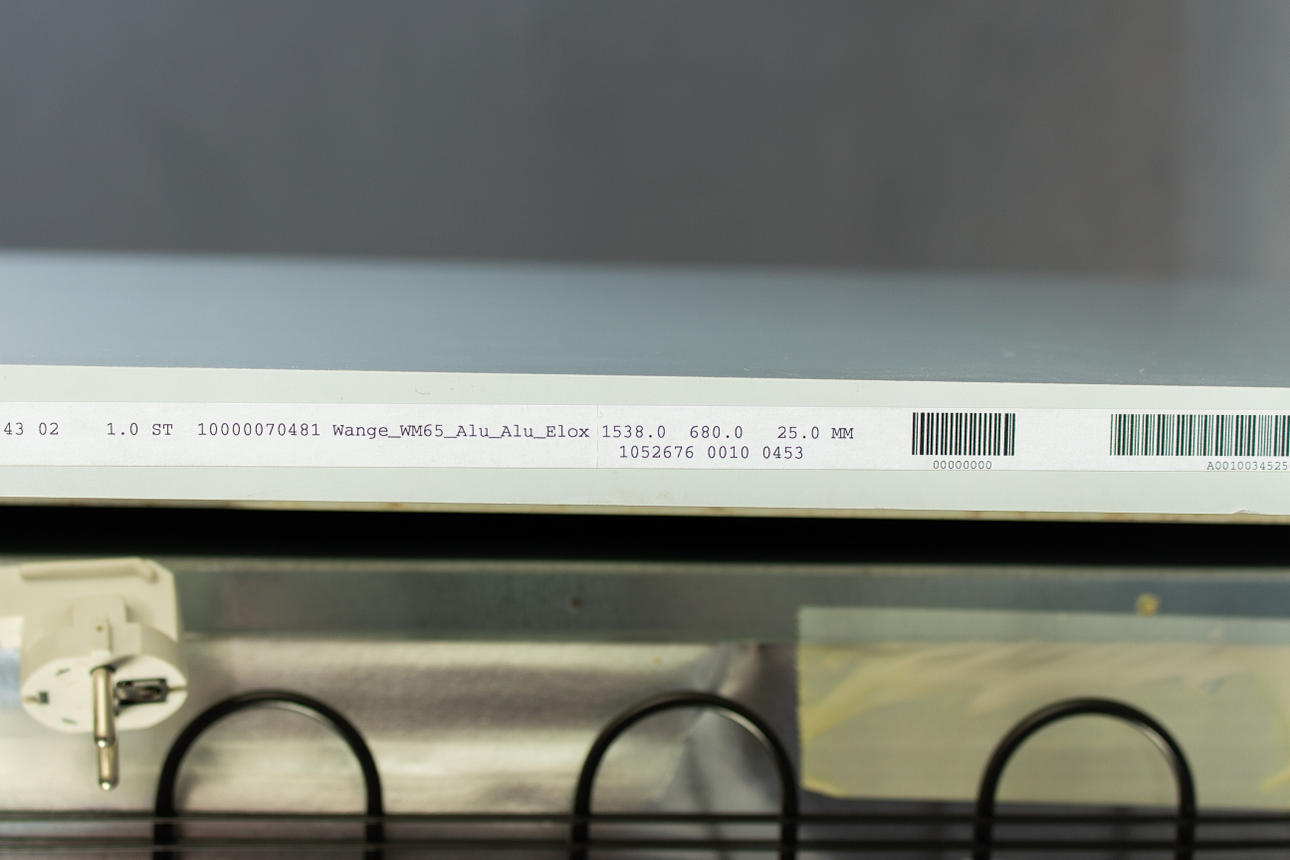 43 02 1.0 ST 10000070481 Wange_WM65_Alu_Alu_Elox 1538.0 680.0 25.0 MM
1052676 0010 0453
00000000
A0010034525